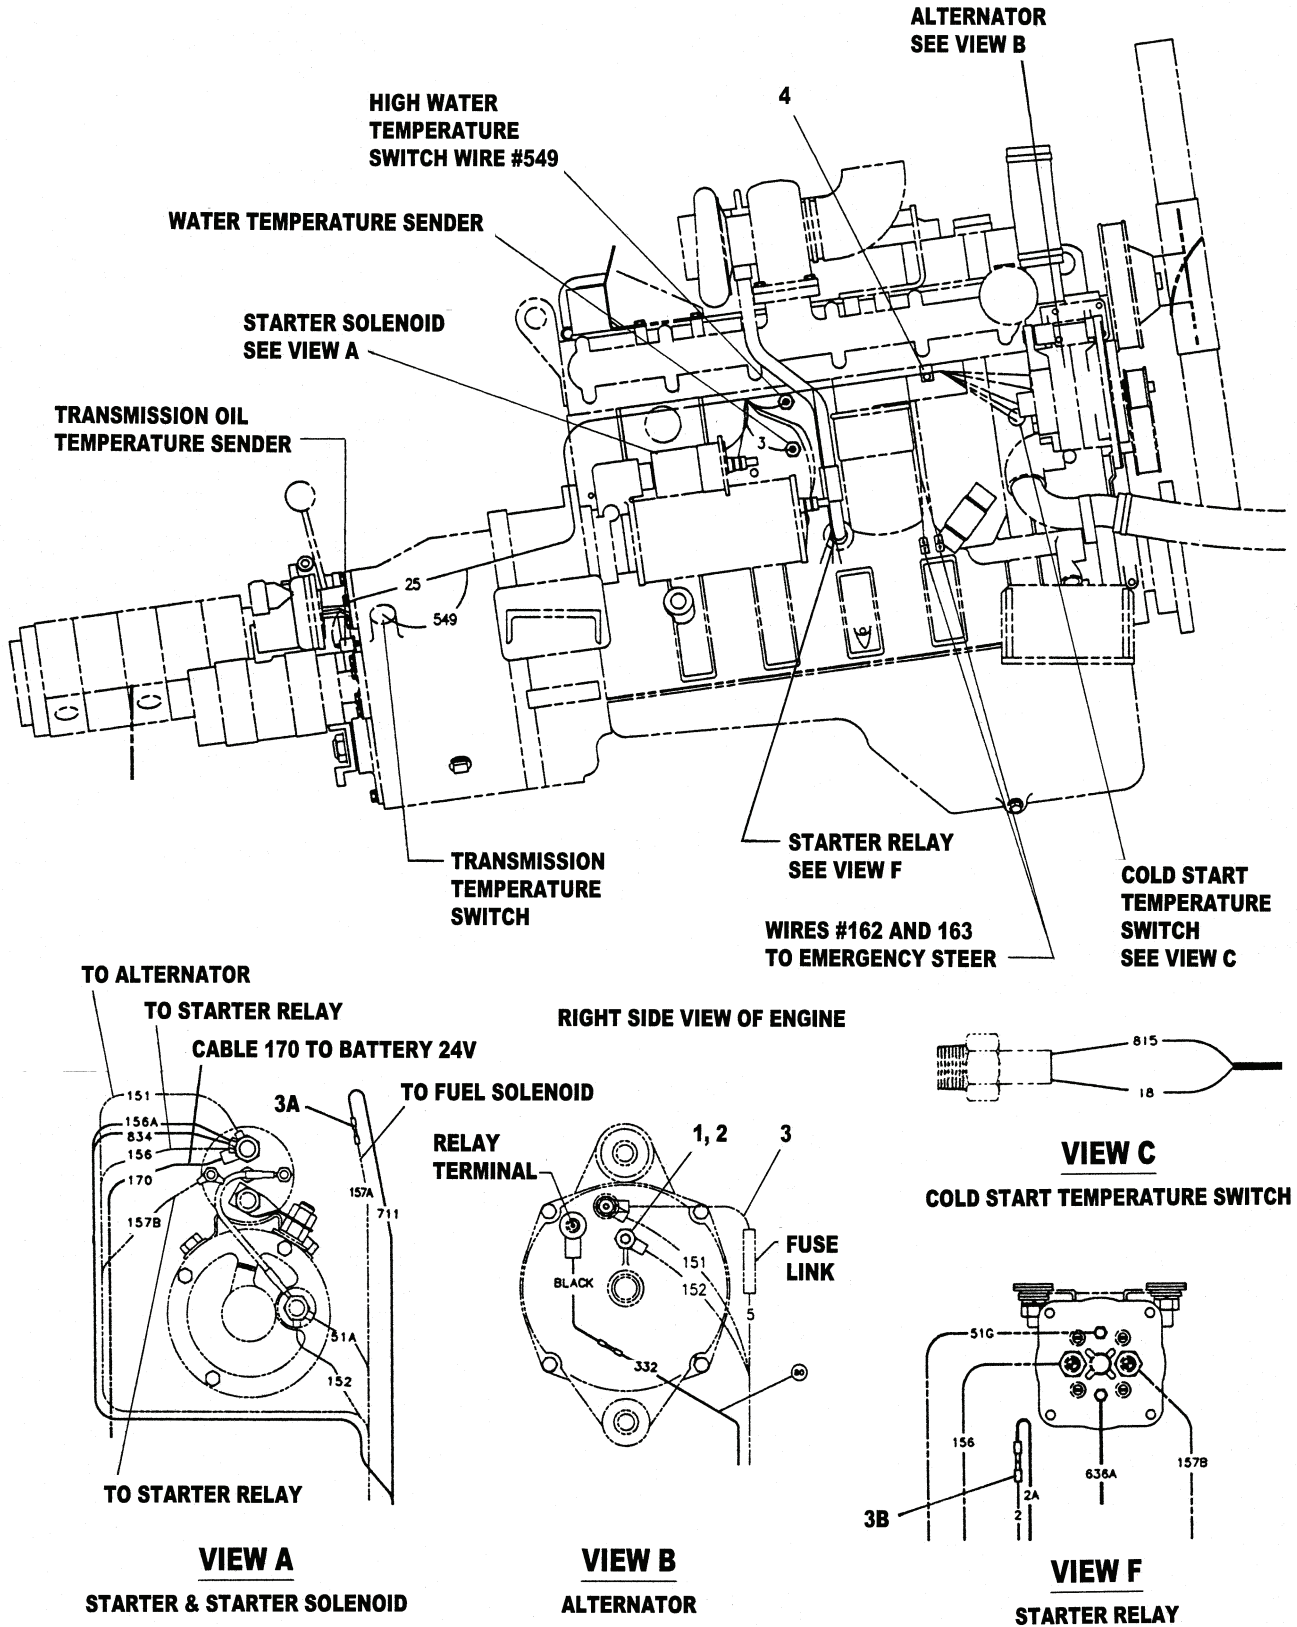 ALTERNATOR
SEE VIEW B
4
HIGH WATER
TEMPERATURE
SWITCH WIRE #549
WATER TEMPERATURE SENDER
STARTER SOLENOID
SEE VIEW A
TRANSMISSION OIL
TEMPERATURE SENDER
3
25
549
TRANSMISSION
TEMPERATURE
SWITCH
STARTER RELAY
SEE VIEW F
WIRES #162 AND 163
TO EMERGENCY STEER
COLD START
TEMPERATURE
SWITCH
SEE VIEW C
RIGHT SIDE VIEW OF ENGINE
TO ALTERNATOR
TO STARTER RELAY
CABLE 170 TO BATTERY 24V
3A
TO FUEL SOLENOID
151
156A
834
156
170
157B
157A
711
51A
152
TO STARTER RELAY
VIEW A
STARTER & STARTER SOLENOID
RELAY
TERMINAL
1, 2
3
FUSE
LINK
151
152
BLACK
5
332
80
VIEW B
ALTERNATOR
815
18
VIEW C
COLD START TEMPERATURE SWITCH
51G
156
636A
157B
2A
2
3B
VIEW F
STARTER RELAY